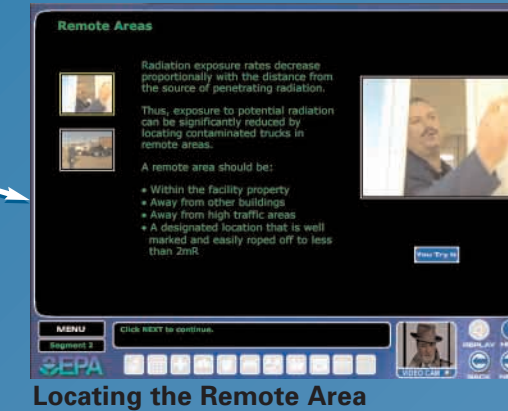 Remote Areas
Radiation exposure rates decrease
proportionally with the distance from
the source of penetrating radiation.
Thus, exposure to potential radiation
can be significantly reduced by
locating contaminated trucks in
remote areas.
A remote area should be:
• Within the facility property
• Away from other buildings
• Away from high traffic areas
• A designated location that is well
marked and easily roped off to less
than 2mR
You Try It
MENU
Click NEXT to continue.
Segment 2
EPA
VIDEO CAM
REPLAY
BACK
Locating the Remote Area